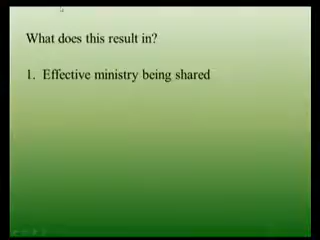 What does this result in?
1. Effective ministry being shared